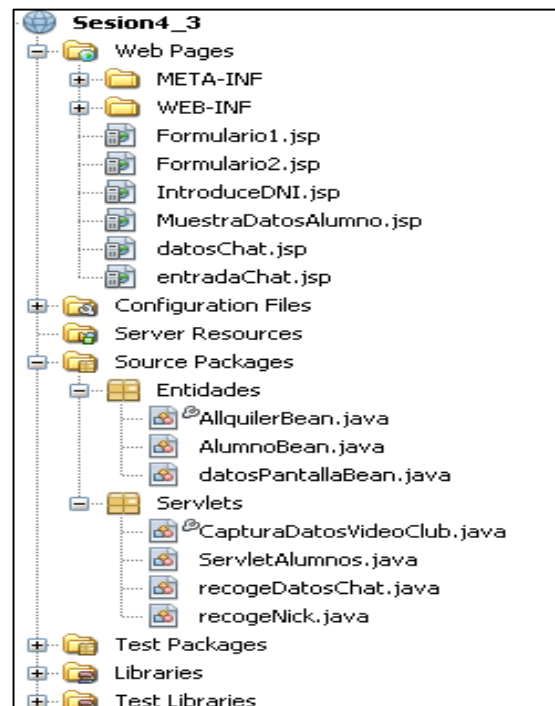 Sesion4_3
Web Pages
META-INF
WEB-INF
Formulario1.jsp
Formulario2.jsp
IntroduceDNI.jsp
MuestraDatosAlumno.jsp
datosChat.jsp
entradaChat.jsp
Configuration Files
Server Resources
Source Packages
Entidades
AllquilerBean.java
AlumnoBean.java
datosPantallaBean.java
Servlets
CapturaDatosVideoClub.java
ServletAlumnos.java
recogeDatosChat.java
recogeNick.java
Test Packages
Libraries
Test Libraries